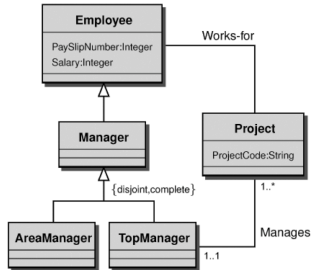 Employee
PaySlipNumber:Integer
Salary:Integer
Works-for
Manager
Project
ProjectCode:String
{disjoint,complete}
1..*
AreaManager
TopManager
Manages
1..1